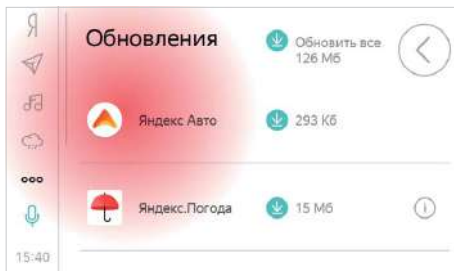 Я
Обновления
Обновить все
126 Мб
Яндекс Авто
293 Кб
Яндекс.Погода
15 Мб
15:40